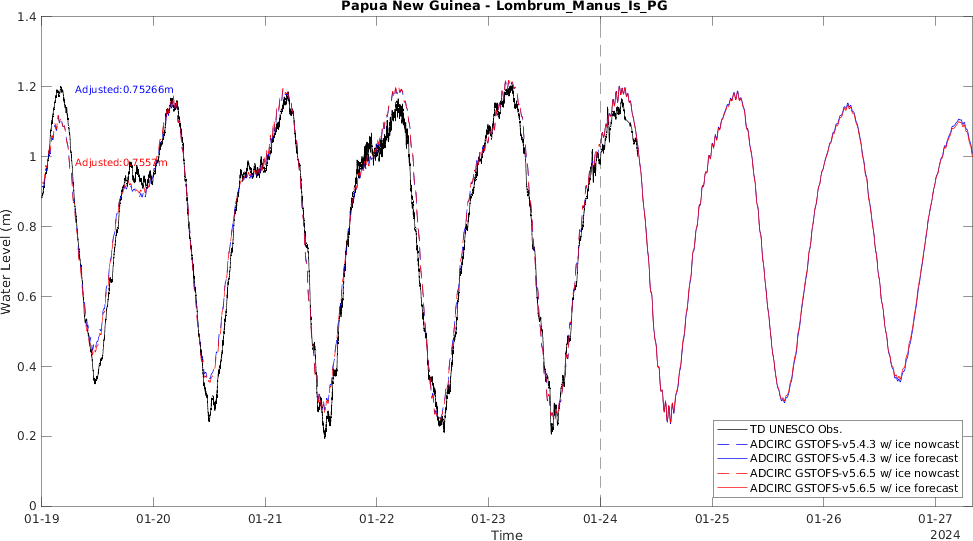 Papua New Guinea - Lombrum_Manus_Is_PG
1.4
1.2
1
0.8
0.6
0.4
0.2
0
Water Level (m)
Adjusted:0.75266m
Adjusted:0.7557m
TD UNESCO Obs.
ADCIRC GSTOFS-v5.4.3 w/ ice nowcast
ADCIRC GSTOFS-v5.4.3 w/ ice forecast
ADCIRC GSTOFS-v5.6.5 w/ ice nowcast
ADCIRC GSTOFS-v5.6.5 w/ ice forecast
01-19 01-20 01-21 01-22 01-23 01-24 01-25 01-26 01-27
Time
2024